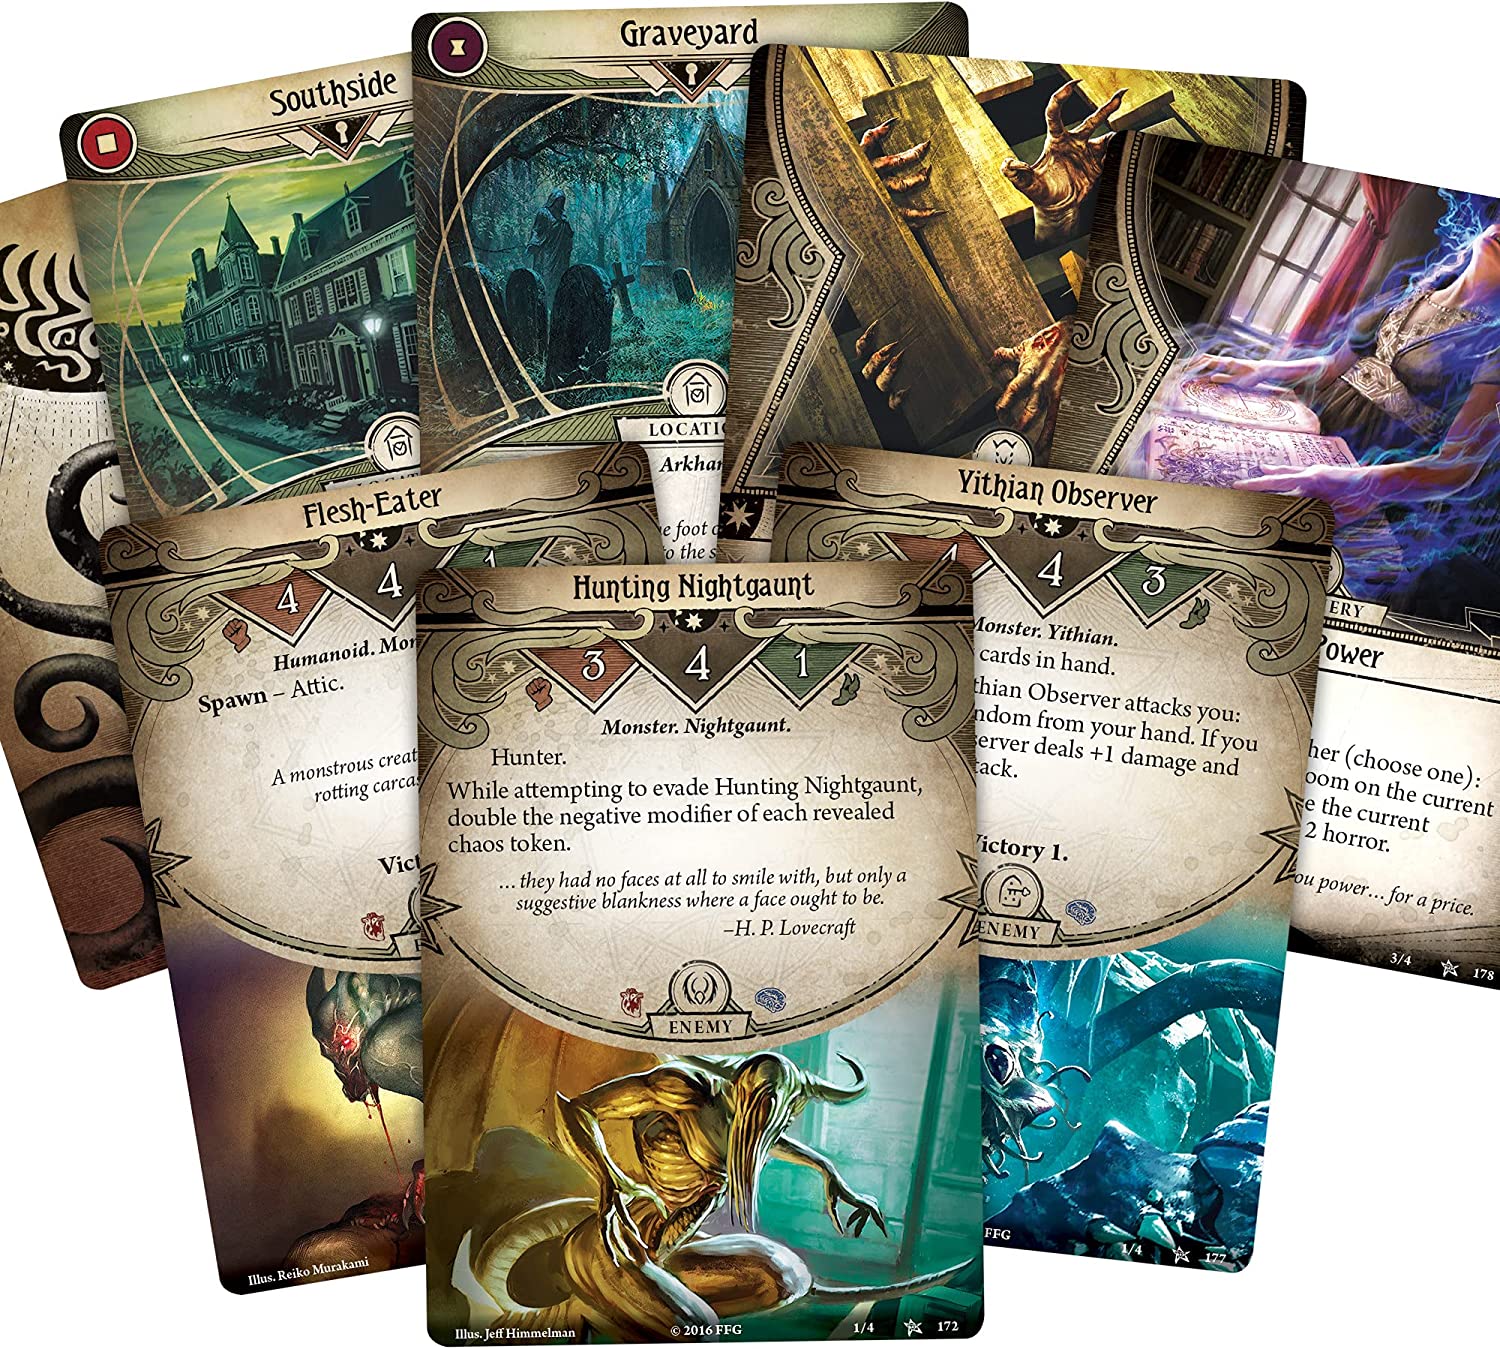 Southside
Graveyard
LOCATIO
Arkha
e foot
to the s
Flesh-Eater
4
4
1
Humanoid. Mon
Spawn – Attic.
A monstrous creat
rotting carcas
Vict
Illus. Reiko Murakami
Hunting Nightgaunt
3
4
1
Monster. Nightgaunt.
Hunter.
While attempting to evade Hunting Nightgaunt,
double the negative modifier of each revealed
chaos token.
…they had no faces at all to smile with, but only a
suggestive blankness where a face ought to be.
–H. P. Lovecraft
ENEMY
Illus. Jeff Himmelman
© 2016 FFG
1/4
172
Yithian Observer
4
3
Monster. Yithian.
cards in hand.
thian Observer attacks you:
ndom from your hand. If you
server deals +1 damage and
tack.
Victory 1.
ENEMY
FFG
1/4
177
ERY
Power
her (choose one):
oom on the current
e the current
2 horror.
ou power… for a price.
3/4
178